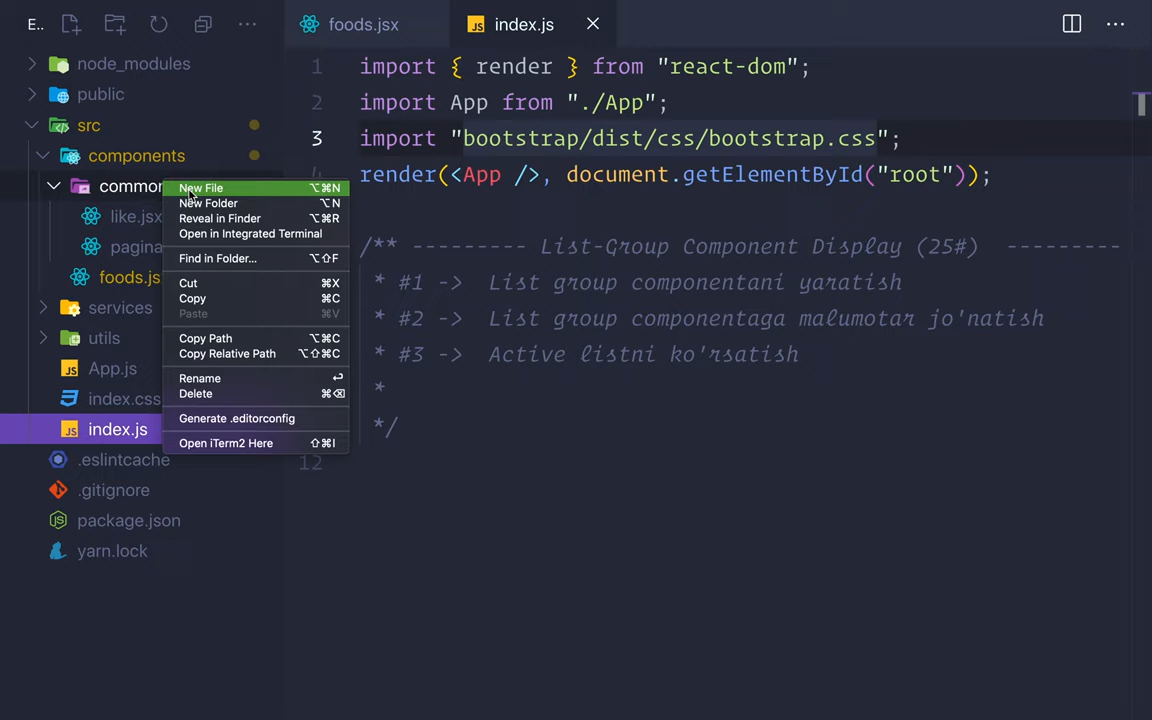 E..
foods.jsx
index.js
node_modules
public
src
components
common
like.jsx
pagina
foods.js
services
utils
App.js
index.css
index.js
.eslintcache
.gitignore
package.json
yarn.lock
New File ⌥⌘N
New Folder ⌥N
Reveal in Finder ⌥⌘R
Open in Integrated Terminal
Find in Folder... ⌥⇧F
Cut ⌘X
Copy ⌘C
Paste ⌘V
Copy Path ⌥⌘C
Copy Relative Path ⌥⇧⌘C
Rename ↩
Delete ⌘⌫
Generate .editorconfig
Open iTerm2 Here ⇧⌘I
1 import { render } from "react-dom";
2 import App from "./App";
3 import "bootstrap/dist/css/bootstrap.css";
4 render(<App />, document.getElementById("root"));
/** --------- List-Group Component Display (25#) ---------
* #1 -> List group componentani yaratish
* #2 -> List group componentaga malumotar jo'natish
* #3 -> Active listni ko'rsatish
*
*/
12